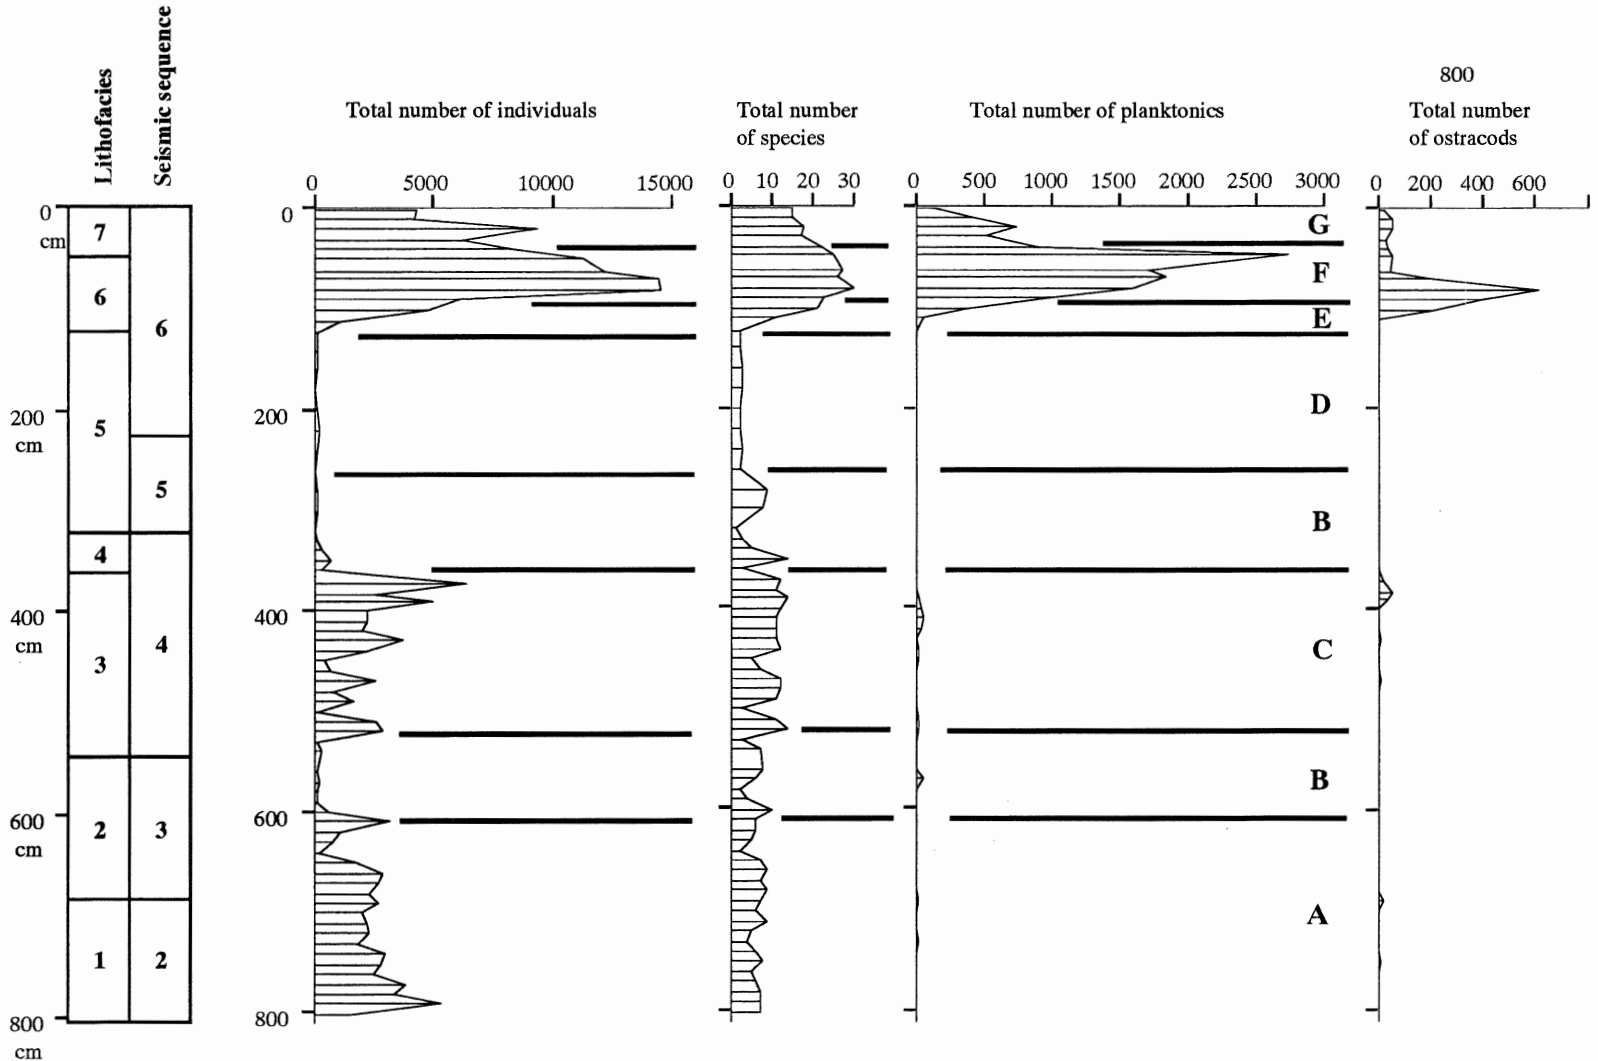 800
Lithofacies
Seismic sequence
Total number of individuals
Total number
of species
Total number of planktonics
Total number
of ostracods
0 5000 10000 15000
0 10 20 30
0 500 1000 1500 2000 2500 3000
0 200 400 600
0
cm
200
cm
400
cm
600
cm
800
cm
7
6
5
4
3
2
1
6
5
4
3
2
0
200
400
600
800
G
F
E
D
B
C
B
A